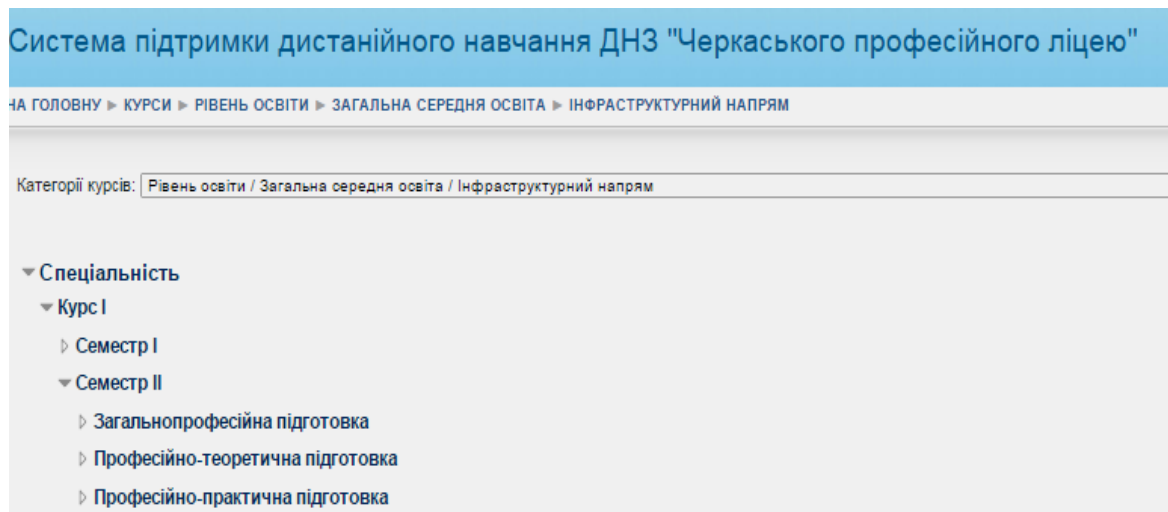 Система підтримки дистанійного навчання ДНЗ "Черкаського професійного ліцею"
НА ГОЛОВНУ ► КУРСИ ► РІВЕНЬ ОСВІТИ ► ЗАГАЛЬНА СЕРЕДНЯ ОСВІТА ► ІНФРАСТРУКТУРНИЙ НАПРЯМ
Категорії курсів: Рівень освіти / Загальна середня освіта / Інфраструктурний напрям
Спеціальність
Курс I
Семестр I
Семестр II
Загальнопрофесійна підготовка
Професійно-теоретична підготовка
Професійно-практична підготовка